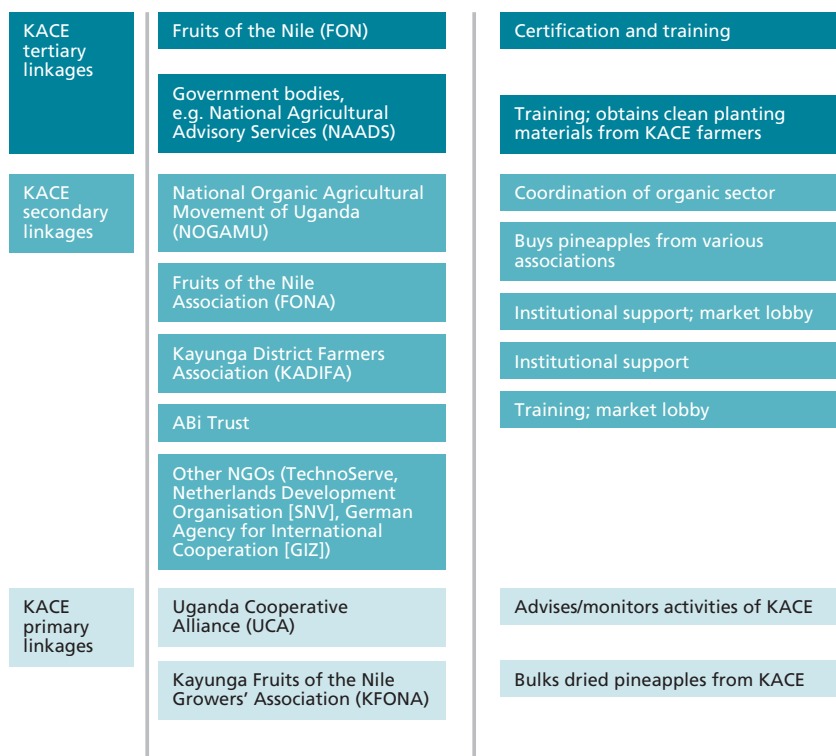 KACE
tertiary
linkages
Fruits of the Nile (FON)
Certification and training
Government bodies,
e.g. National Agricultural
Advisory Services (NAADS)
Training; obtains clean planting
materials from KACE farmers
KACE
secondary
linkages
National Organic Agricultural
Movement of Uganda
(NOGAMU)
Coordination of organic sector
Fruits of the Nile
Association (FONA)
Buys pineapples from various
associations
Kayunga District Farmers
Association (KADIFA)
Institutional support; market lobby
ABi Trust
Institutional support
Other NGOs (TechnoServe,
Netherlands Development
Organisation [SNV], German
Agency for International
Cooperation [GIZ])
Training; market lobby
KACE
primary
linkages
Uganda Cooperative
Alliance (UCA)
Advises/monitors activities of KACE
Kayunga Fruits of the Nile
Growers’ Association (KFONA)
Bulks dried pineapples from KACE